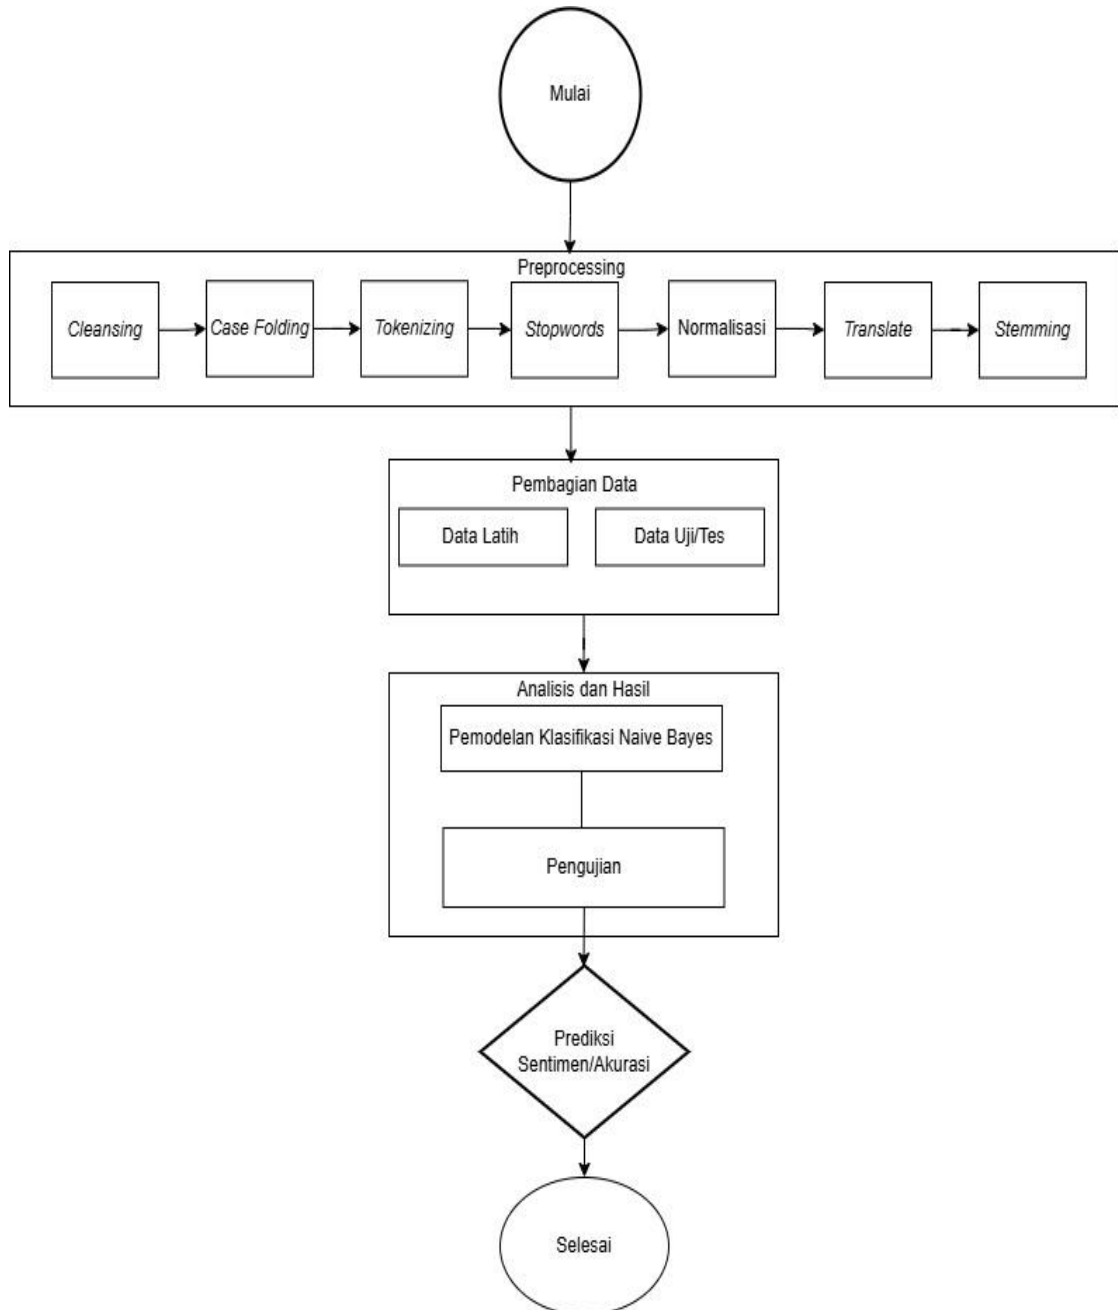 Mulai
Preprocessing
Cleansing
Case Folding
Tokenizing
Stopwords
Normalisasi
Translate
Stemming
Pembagian Data
Data Latih
Data Uji/Tes
Analisis dan Hasil
Pemodelan Klasifikasi Naive Bayes
Pengujian
Prediksi
Sentimen/Akurasi
Selesai